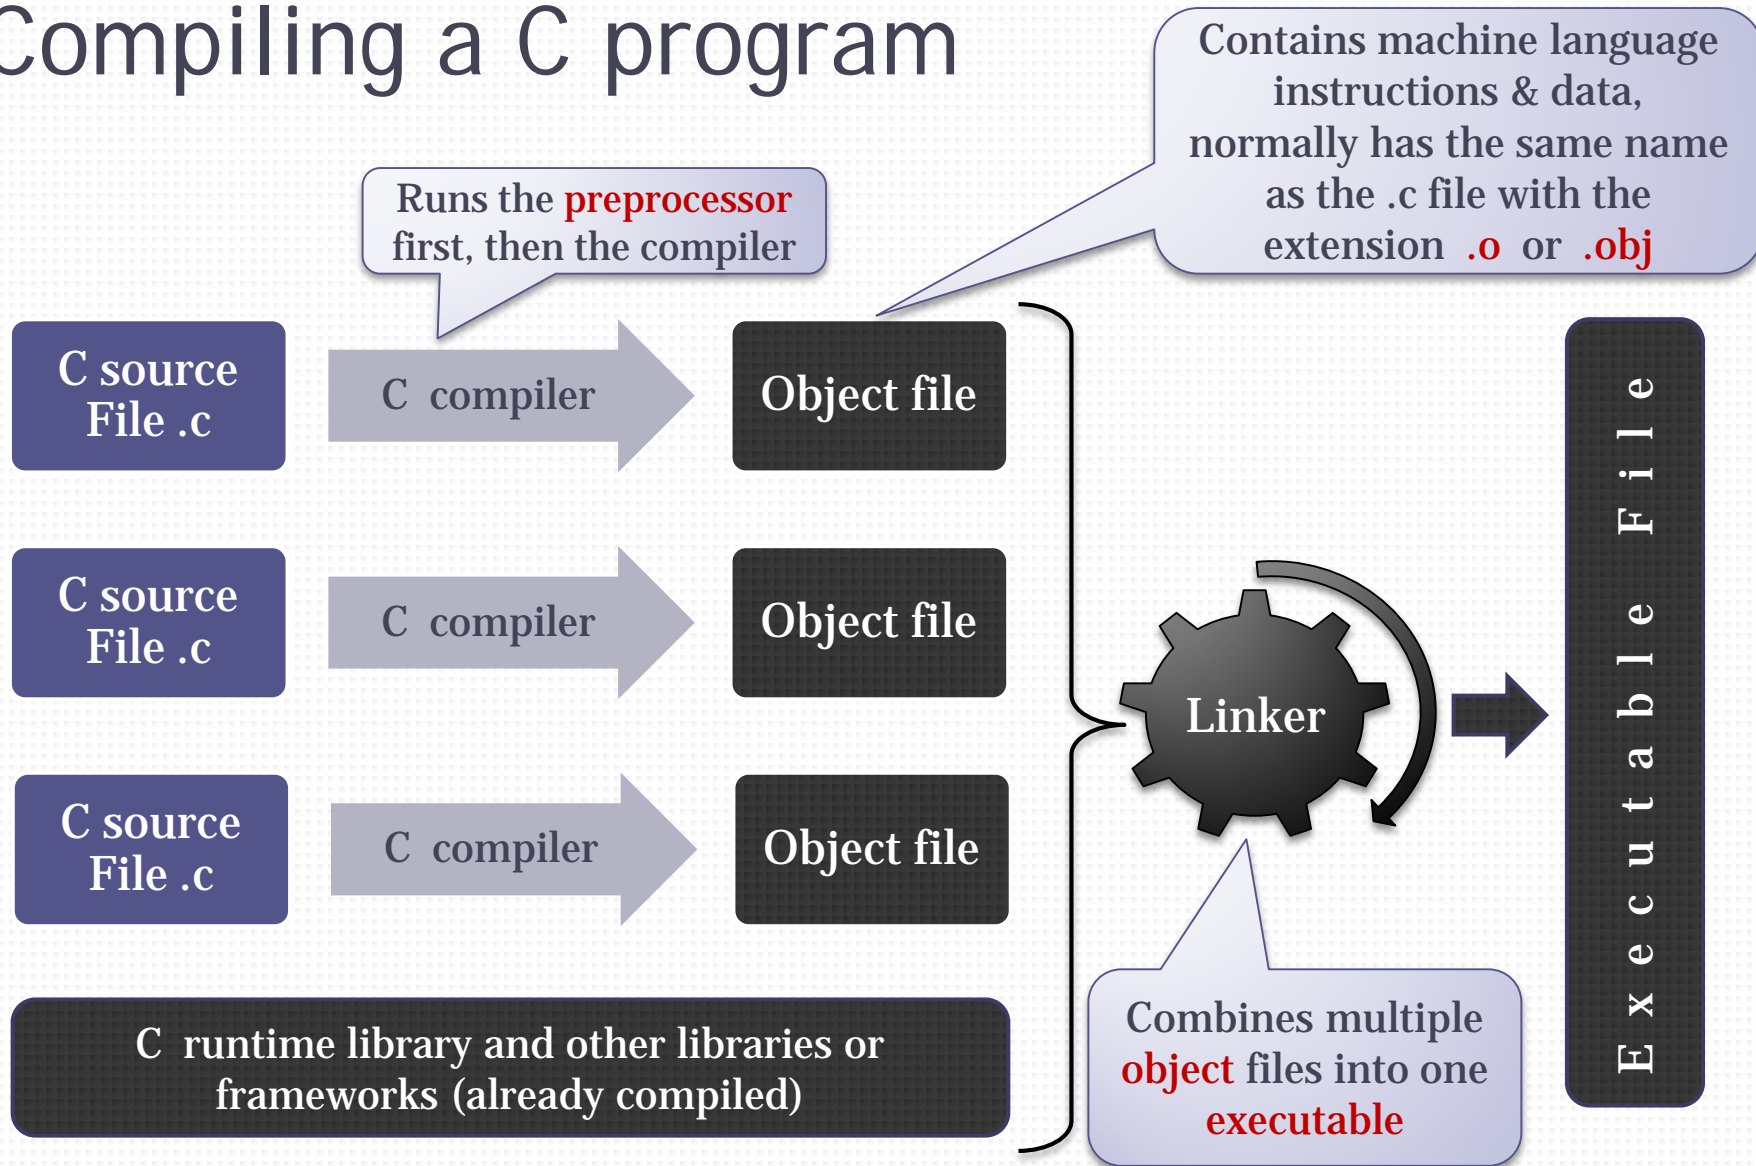 Compiling a C program
Contains machine language
instructions & data,
normally has the same name
as the .c file with the
extension .o or .obj
Runs the preprocessor
first, then the compiler
C source
File .c
C compiler
Object file
C source
File .c
C compiler
Object file
C source
File .c
C compiler
Object file
C runtime library and other libraries or
frameworks (already compiled)
Linker
Combines multiple
object files into one
executable
Executable File